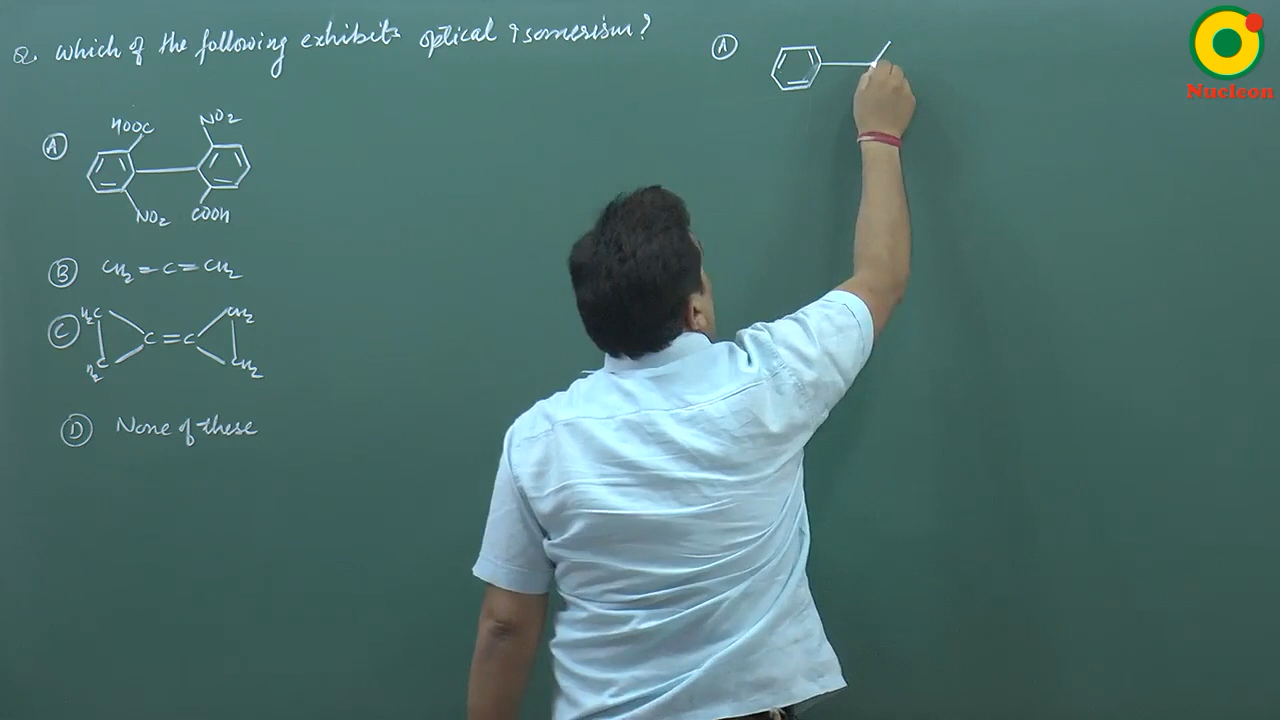 Q. Which of the following exhibits optical isomerism?
(A) HOOC NO2
NO2 COOH
(B) CH2=C=CH2
(C) H2C C=C CH2
H2C CH2
(D) None of these
(A)
Nucleon